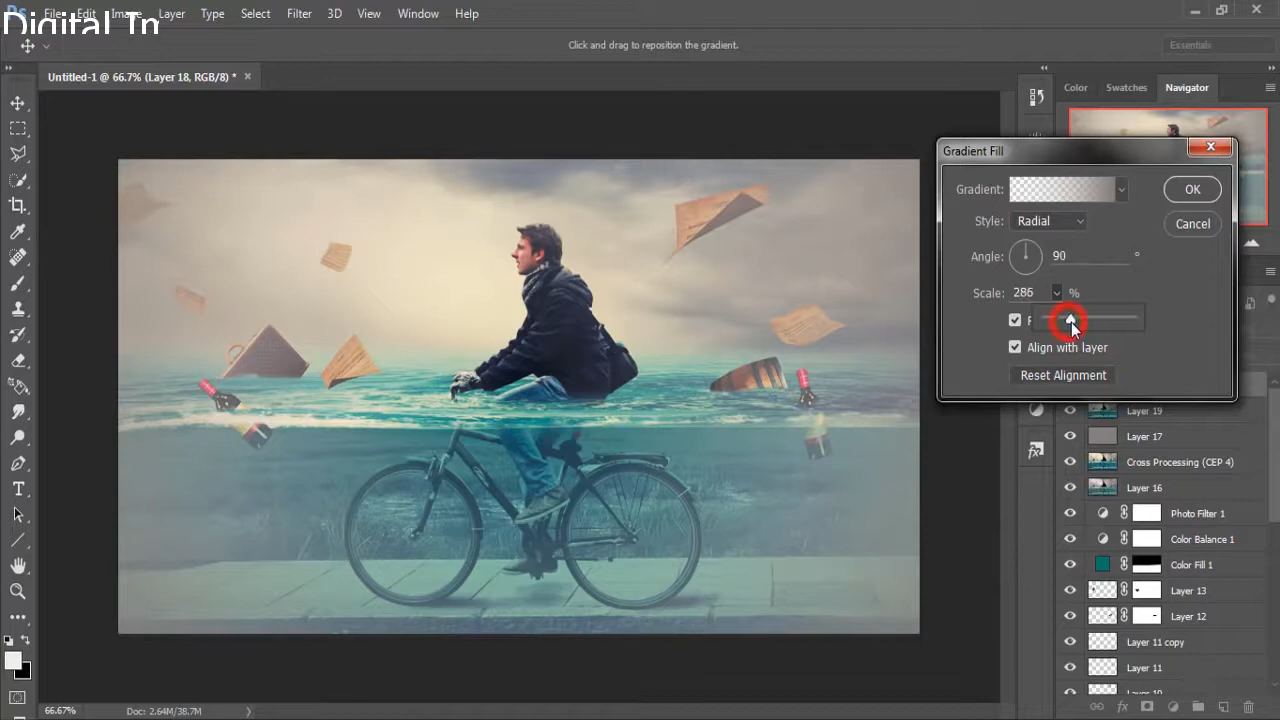 Ps File Edit Image Layer Type Select Filter 3D View Window Help
Digital
Click and drag to reposition the gradient.
Essentials
Untitled-1 @ 66.7% (Layer 18, RGB/8) * ×
Color Swatches Navigator
Gradient Fill
Gradient:
OK
Style: Radial
Cancel
Angle: 90 °
Scale: 286 %
Align with layer
Reset Alignment
Layer 19
Layer 17
Cross Processing (CEP 4)
Layer 16
Photo Filter 1
Color Balance 1
Color Fill 1
Layer 13
Layer 12
Layer 11 copy
Layer 11
Layer 10
66.67% Doc: 2.64M/38.7M